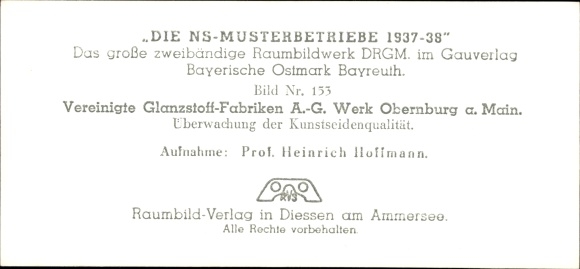 „DIE NS-MUSTERBETRIEBE 1937-38"
Das große zweibändige Raumbildwerk DRGM. im Gauverlag
Bayerische Ostmark Bayreuth.
Bild Nr. 153
Vereinigte Glanzstoff-Fabriken A.-G. Werk Obernburg a. Main.
Überwachung der Kunstseidenqualität.
Aufnahme: Prof. Heinrich Hoffmann.
RVS
Raumbild-Verlag in Diessen am Ammersee.
Alle Rechte vorbehalten.